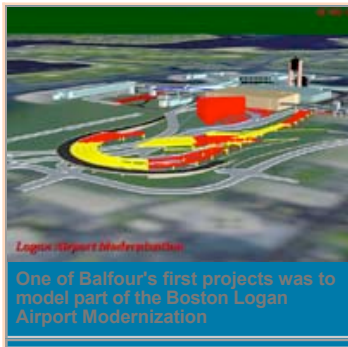 Logan Airport Modernization
One of Balfour's first projects was to
model part of the Boston Logan
Airport Modernization